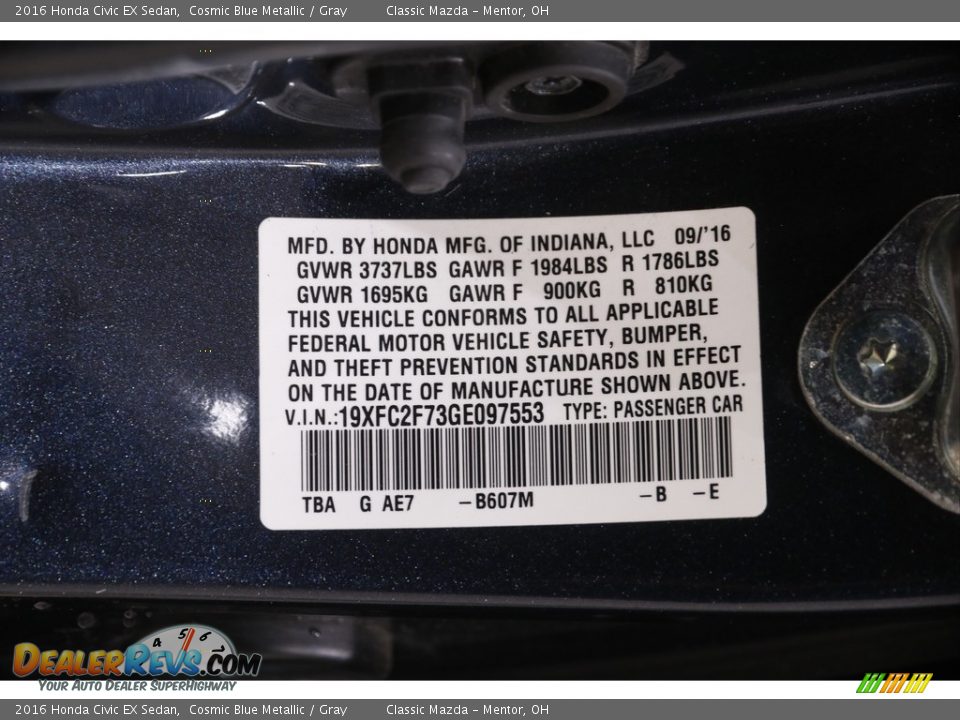 2016 Honda Civic EX Sedan, Cosmic Blue Metallic / Gray Classic Mazda – Mentor, OH
MFD. BY HONDA MFG. OF INDIANA, LLC 09/'16
GVWR 3737LBS GAWR F 1984LBS R 1786LBS
GVWR 1695KG GAWR F 900KG R 810KG
THIS VEHICLE CONFORMS TO ALL APPLICABLE
FEDERAL MOTOR VEHICLE SAFETY, BUMPER,
AND THEFT PREVENTION STANDARDS IN EFFECT
ON THE DATE OF MANUFACTURE SHOWN ABOVE.
V.I.N.:19XFC2F73GE097553 TYPE: PASSENGER CAR
TBA G AE7 –B607M –B –E
4 5 6 7
DEALERREVS.COM
YOUR AUTO DEALER SUPERHIGHWAY
2016 Honda Civic EX Sedan, Cosmic Blue Metallic / Gray Classic Mazda – Mentor, OH